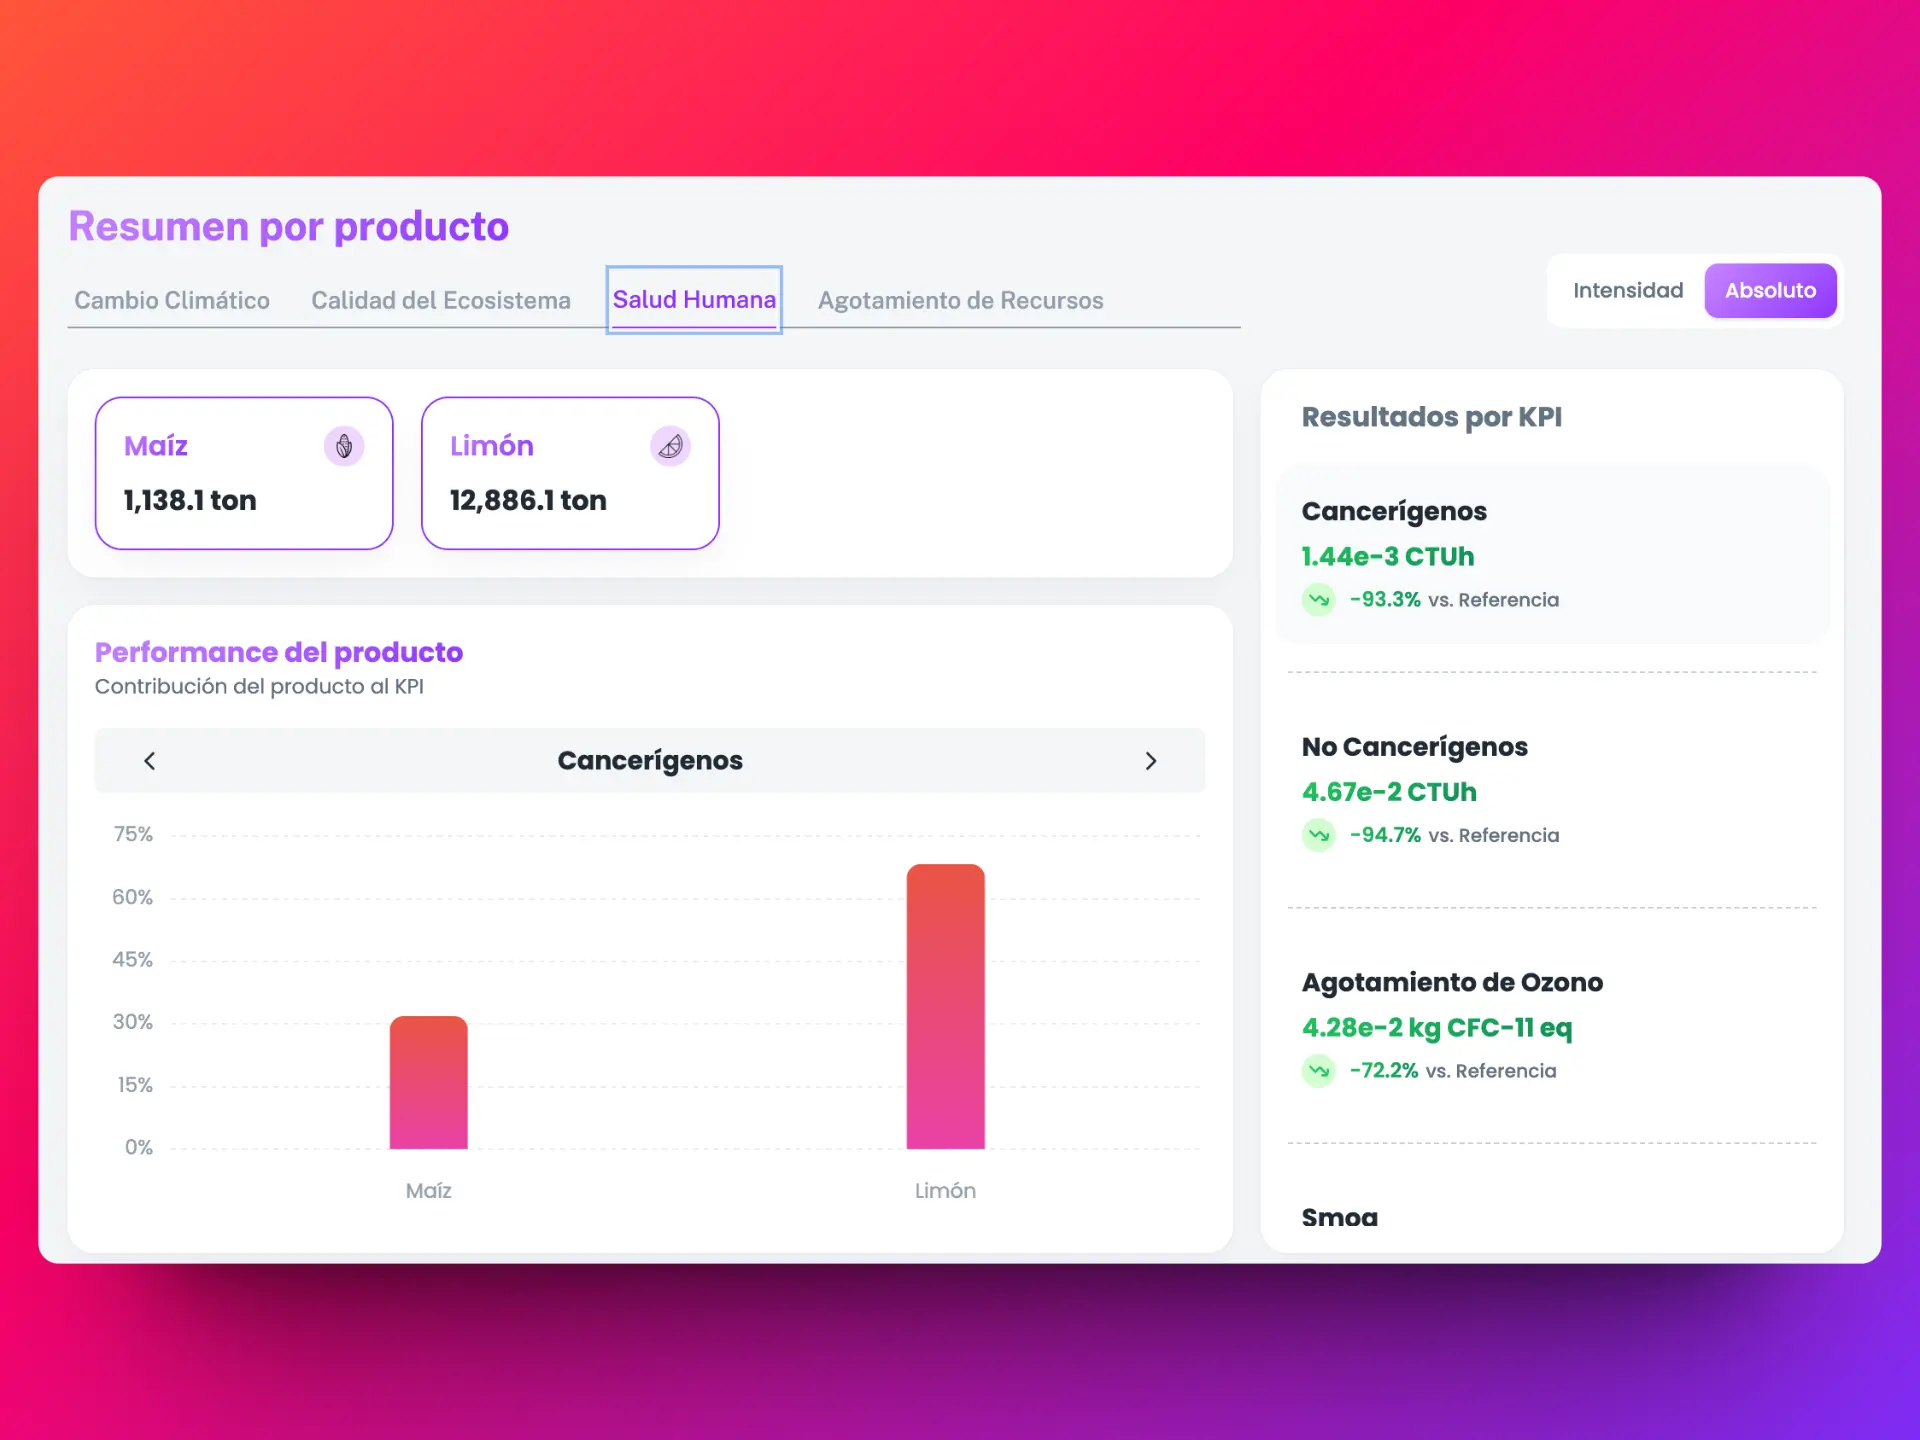 Resumen por producto
Cambio Climático
Calidad del Ecosistema
Salud Humana
Agotamiento de Recursos
Intensidad
Absoluto
Maíz
1,138.1 ton
Limón
12,886.1 ton
Performance del producto
Contribución del producto al KPI
Cancerígenos
75%
60%
45%
30%
15%
0%
Maíz
Limón
Resultados por KPI
Cancerígenos
1.44e-3 CTUh
-93.3% vs. Referencia
No Cancerígenos
4.67e-2 CTUh
-94.7% vs. Referencia
Agotamiento de Ozono
4.28e-2 kg CFC-11 eq
-72.2% vs. Referencia
Smog